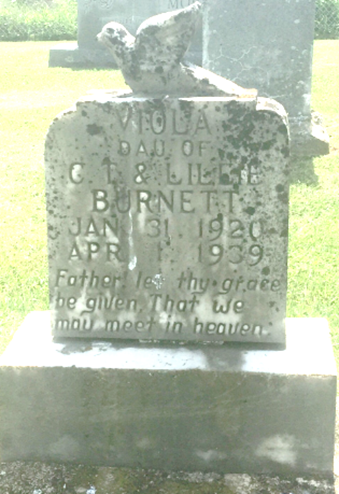 VIOLA
DAU. OF
C. L. & LILLIE
BURNETT
JAN. 31. 1920
APR. 1. 1939
Father. let thy grace
be given. That we
may meet in heaven.